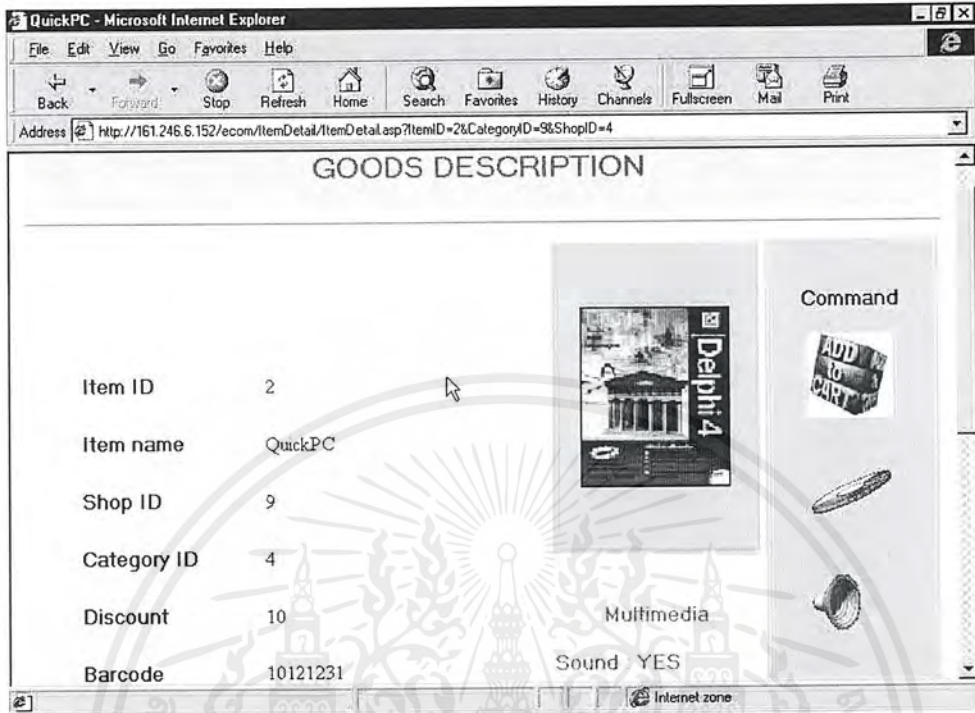 QuickPC - Microsoft Internet Explorer
File Edit View Go Favorites Help
Back Forward Stop Refresh Home Search Favorites History Channels Fullscreen Mail Print
Address http://161.246.6.152/ecom/ItemDetail/ItemDetail.asp?ItemID=2&CategoryID=9&ShopID=4
GOODS DESCRIPTION
Command
ADD to CART
Delphi 4
Item ID 2
Item name QuickPC
Shop ID 9
Category ID 4
Discount 10
Multimedia
Sound YES
Barcode 10121231
Internet zone